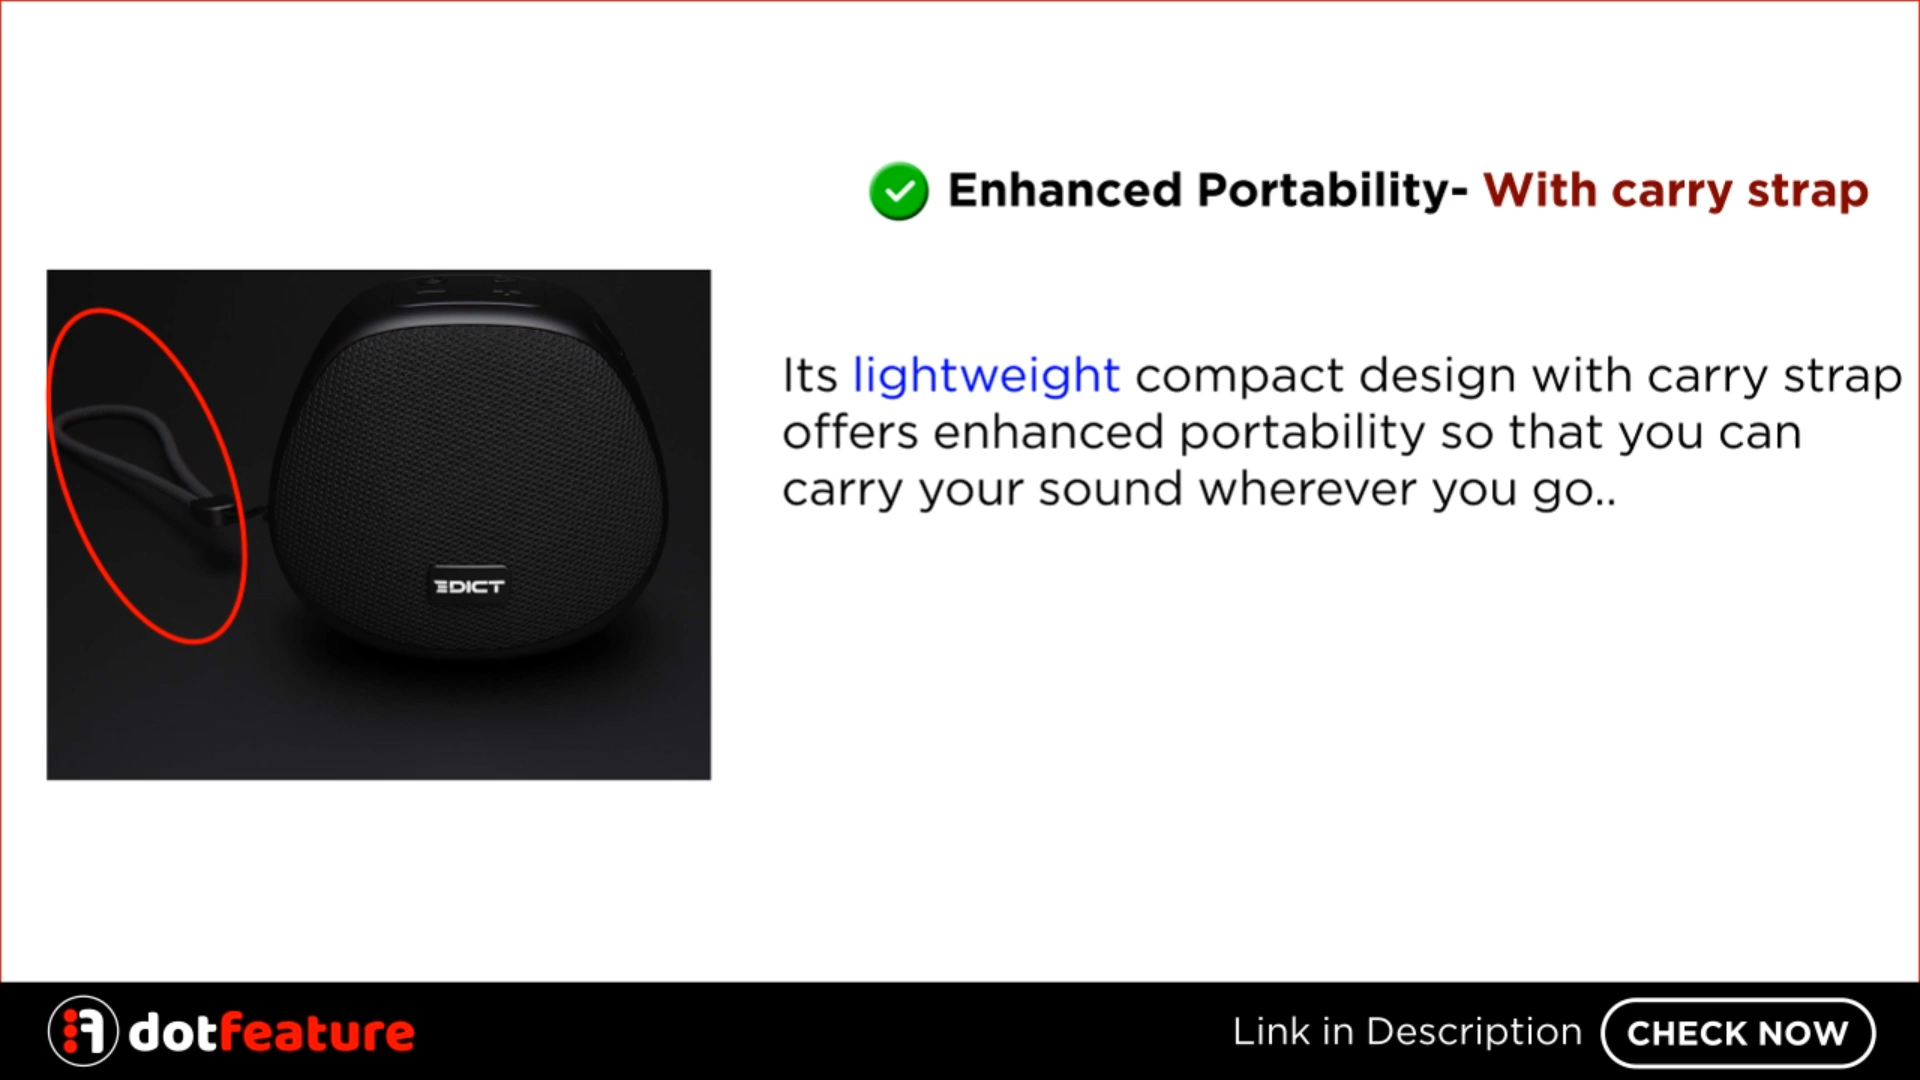 Enhanced Portability- With carry strap
Its lightweight compact design with carry strap
offers enhanced portability so that you can
carry your sound wherever you go..
EDICT
dotfeature
Link in Description
CHECK NOW